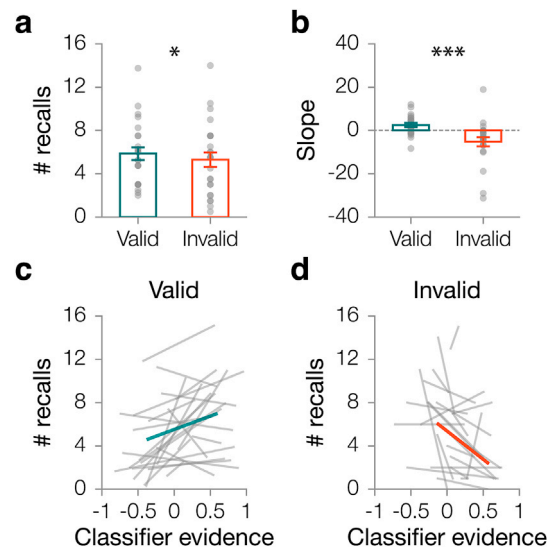 a
*
# recalls
16
12
8
4
0
Valid
Invalid
b
***
Slope
40
20
0
-20
-40
Valid
Invalid
c
Valid
# recalls
16
12
8
4
0
-1 -0.5 0 0.5 1
Classifier evidence
d
Invalid
# recalls
16
12
8
4
0
-1 -0.5 0 0.5 1
Classifier evidence